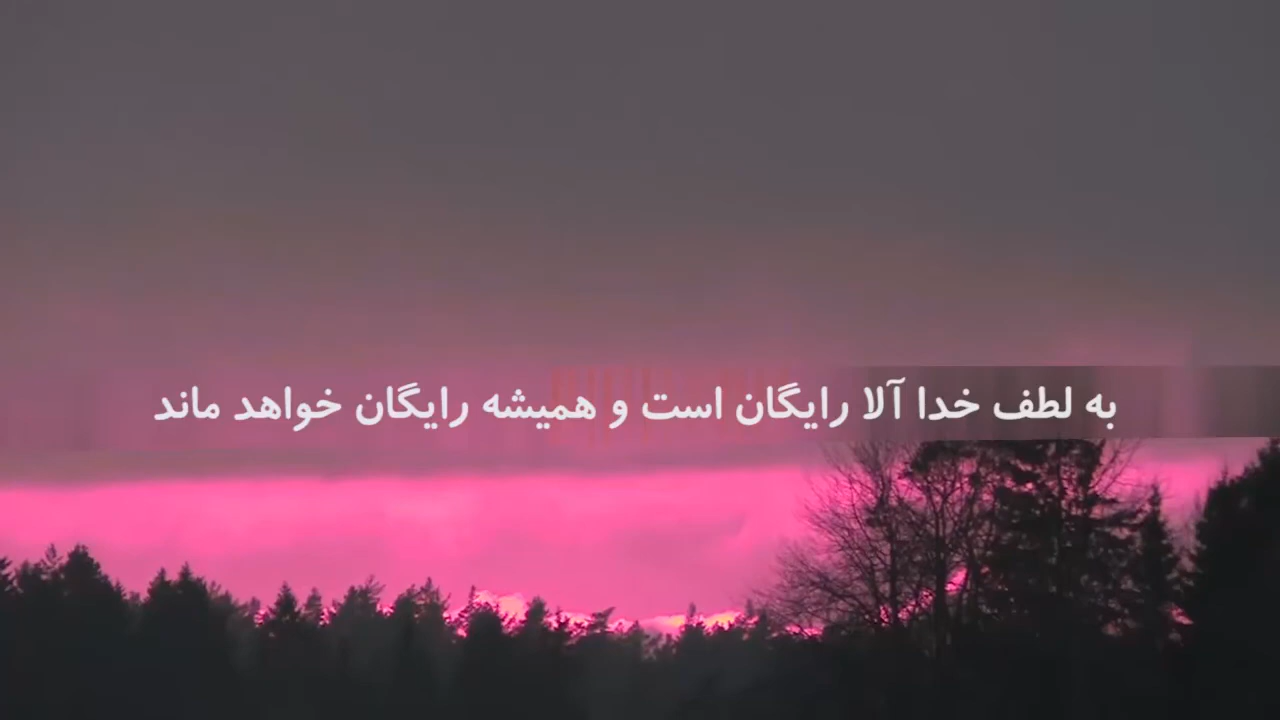 به لطف خدا آلا رایگان است و همیشه رایگان خواهد ماند